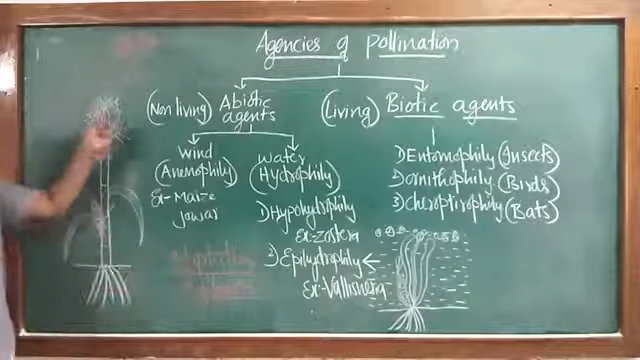 Agencies of pollination
(Non living) Abiotic agents
(Living) Biotic agents
wind
(Anemophily)
Ex-Maize
Jowar
water
(Hydrophily)
1) Hypohydrophily
Ex-Zostera
2) Epihydrophily
Ex:-Vallisneria
1) Entomophily (Insects)
2) Ornithophily (Birds)
3) Cheroptirophily (Bats)